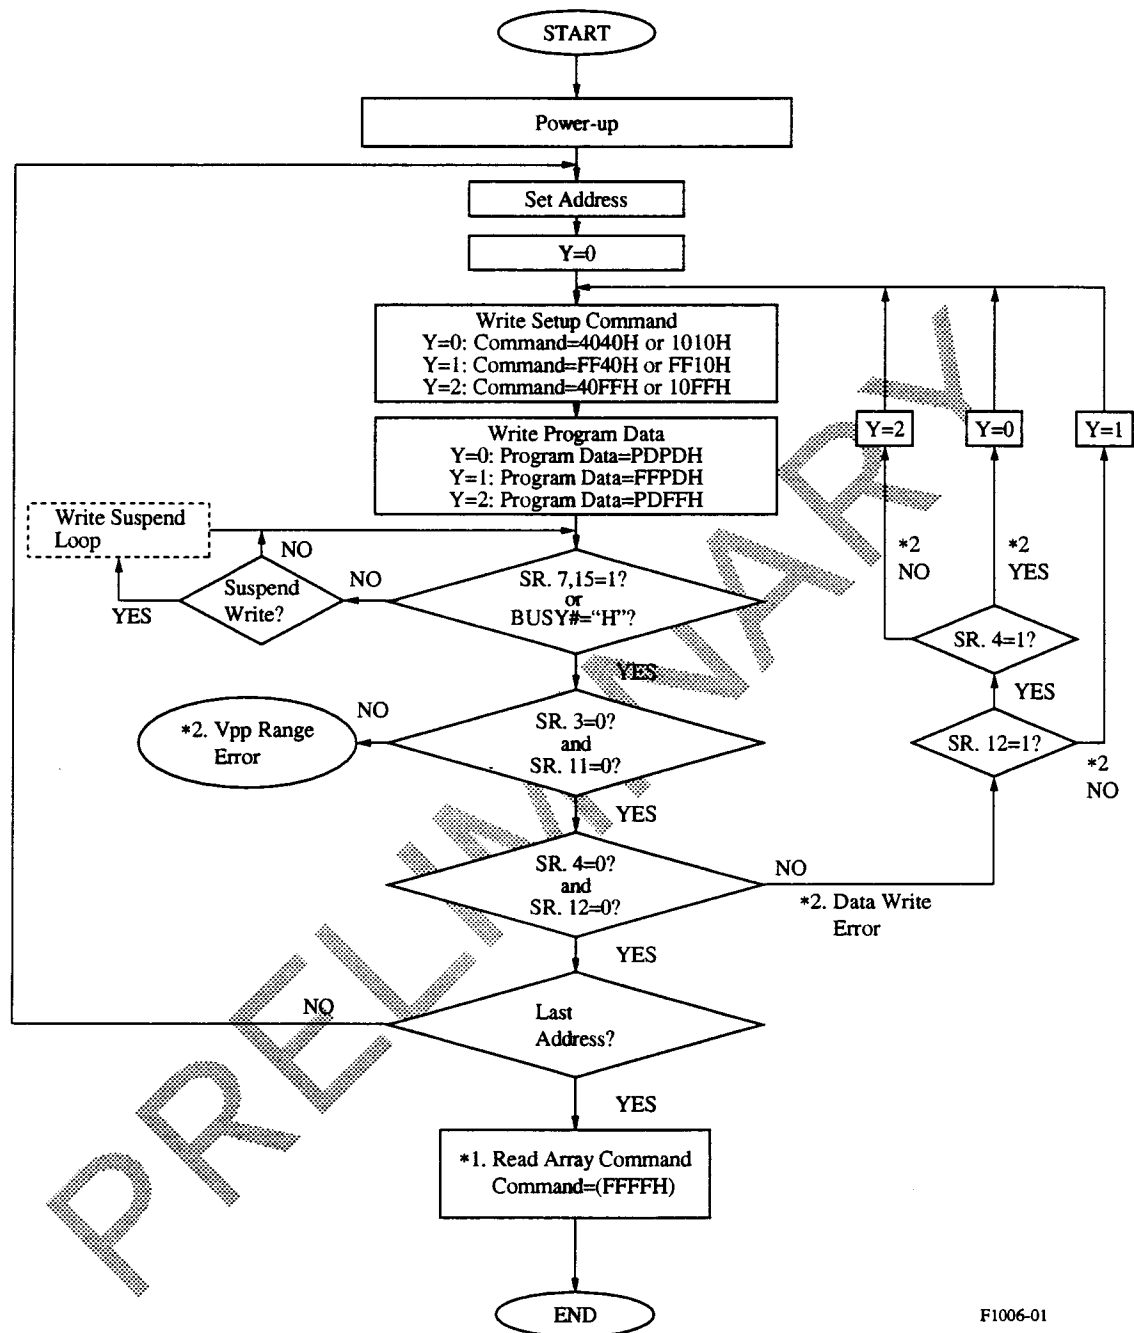 START
Power-up
Set Address
Y=0
Write Setup Command
Y=0: Command=4040H or 1010H
Y=1: Command=FF40H or FF10H
Y=2: Command=40FFH or 10FFH
Y=2
Y=0
Y=1
Write Program Data
Y=0: Program Data=PDPDH
Y=1: Program Data=FFPDH
Y=2: Program Data=PDFFH
Write Suspend
Loop
NO
YES
Suspend
Write?
NO
SR. 7,15=1?
or
BUSY#="H"?
YES
*2
NO
*2
YES
SR. 4=1?
YES
SR. 12=1?
*2
NO
*2. Vpp Range
Error
NO
SR. 3=0?
and
SR. 11=0?
YES
SR. 4=0?
and
SR. 12=0?
NO
*2. Data Write
Error
YES
NO
Last
Address?
YES
*1. Read Array Command
Command=(FFFFH)
END
F1006-01
PRELIMINARY